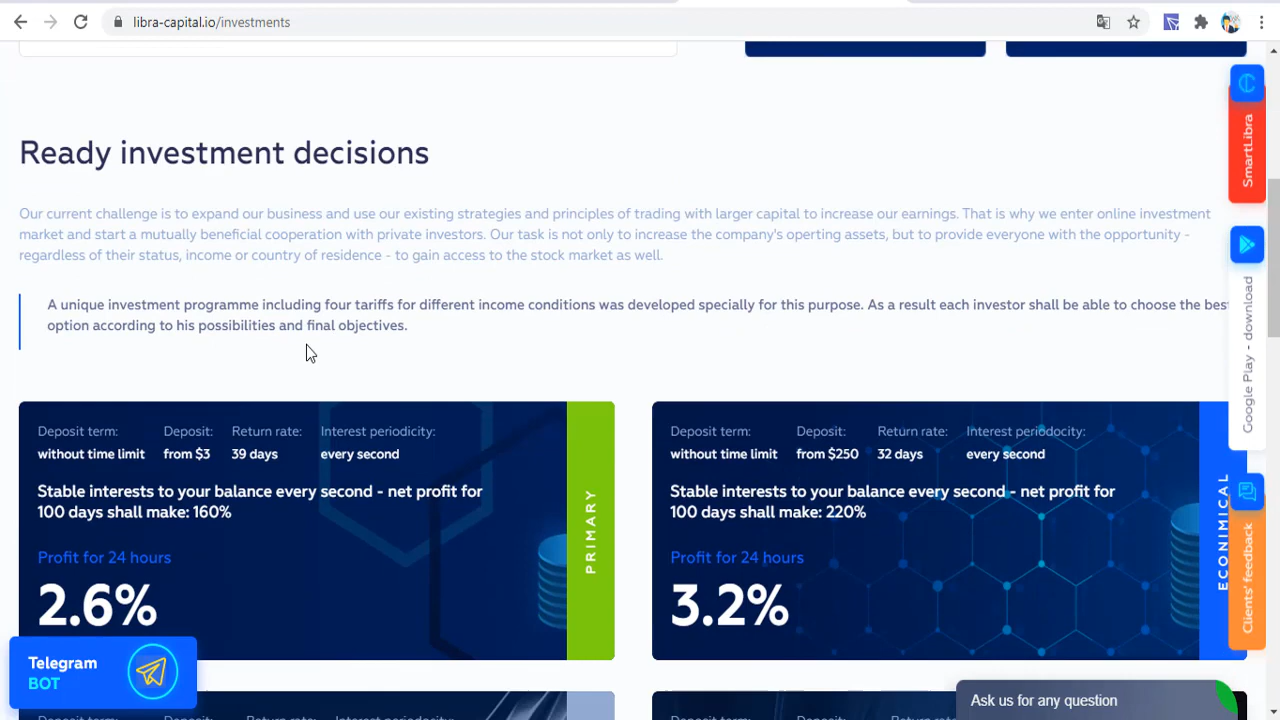 libra-capital.io/investments
Ready investment decisions
Our current challenge is to expand our business and use our existing strategies and principles of trading with larger capital to increase our earnings. That is why we enter online investment
market and start a mutually beneficial cooperation with private investors. Our task is not only to increase the company's operting assets, but to provide everyone with the opportunity -
regardless of their status, income or country of residence - to gain access to the stock market as well.
A unique investment programme including four tariffs for different income conditions was developed specially for this purpose. As a result each investor shall be able to choose the best
option according to his possibilities and final objectives.
Deposit term: Deposit: Return rate: Interest periodicity:
without time limit from $3 39 days every second
Stable interests to your balance every second - net profit for
100 days shall make: 160%
Profit for 24 hours
2.6%
PRIMARY
Deposit term: Deposit: Return rate: Interest periodocity:
without time limit from $250 32 days every second
Stable interests to your balance every second - net profit for
100 days shall make: 220%
Profit for 24 hours
3.2%
ECONIMICAL
SmartLibra
Google Play - download
Clients' feedback
Telegram
BOT
Ask us for any question